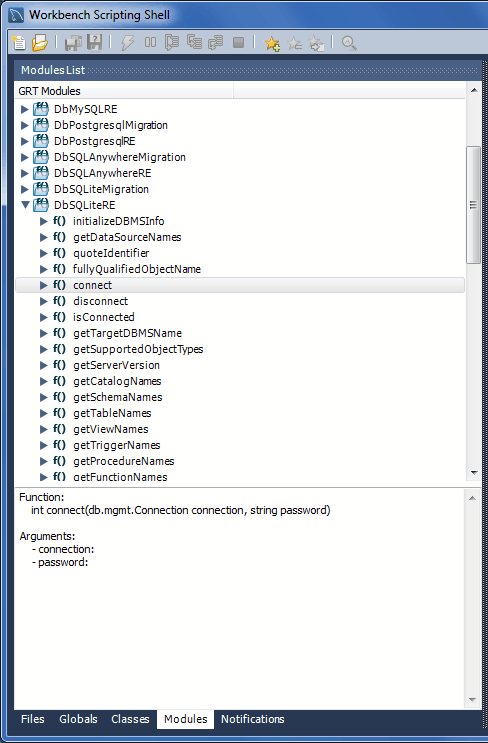 Workbench Scripting Shell
Modules List
GRT Modules
DbMySQLRE
DbPostgresqlMigration
DbPostgresqlRE
DbSQLAnywhereMigration
DbSQLAnywhereRE
DbSQLiteMigration
DbSQLiteRE
f() initializeDBMSInfo
f() getDataSourceNames
f() quoteIdentifier
f() fullyQualifiedObjectName
f() connect
f() disconnect
f() isConnected
f() getTargetDBMSName
f() getSupportedObjectTypes
f() getServerVersion
f() getCatalogNames
f() getSchemaNames
f() getTableNames
f() getViewNames
f() getTriggerNames
f() getProcedureNames
f() getFunctionNames
Function:
int connect(db.mgmt.Connection connection, string password)
Arguments:
- connection:
- password:
Files Globals Classes Modules Notifications